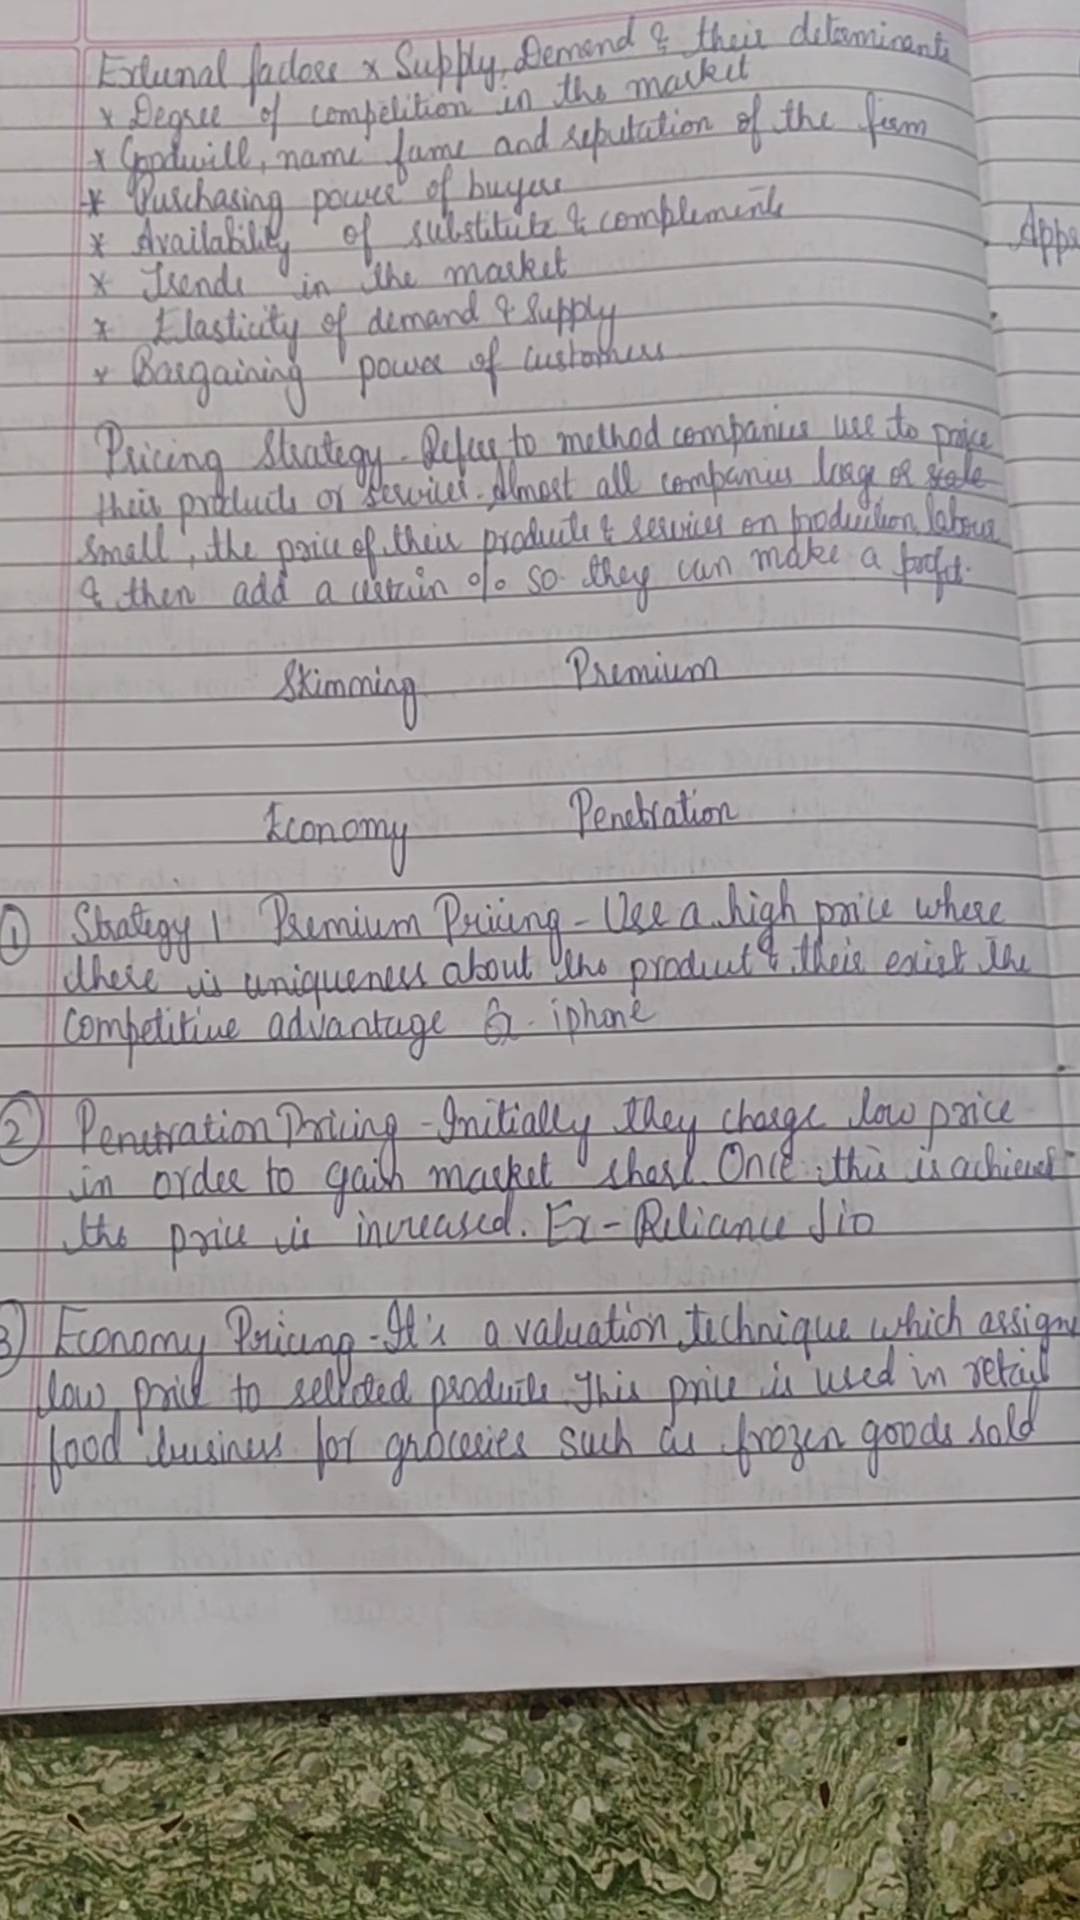 External factors x Supply, Demand & their determinants
x Degree of competition in the market
x Goodwill, name fame and reputation of the firm
* Purchasing power of buyers
* Availability of substitute & complements
* Trends in the market
* Elasticity of demand & supply
* Bargaining power of customers
Appa
Pricing Strategy - Refers to method companies use to price
their products or services. Almost all companies large or scale
small, the price of their products & services on production, labour
& then add a certain % so they can make a profit.
Skimming Premium
Economy Penetration
① Strategy 1 Premium Pricing - Use a high price where
there is uniqueness about the product & their exist the
competitive advantage Ex - iphone
② Penetration Pricing - Initially they charge low price
in order to gain market share. Once this is achieved
the price is increased. Ex - Reliance Jio
3 Economy Pricing - It's a valuation technique which assigns
low price to selected products. This price is used in retail
food business for groceries such as frozen goods sold